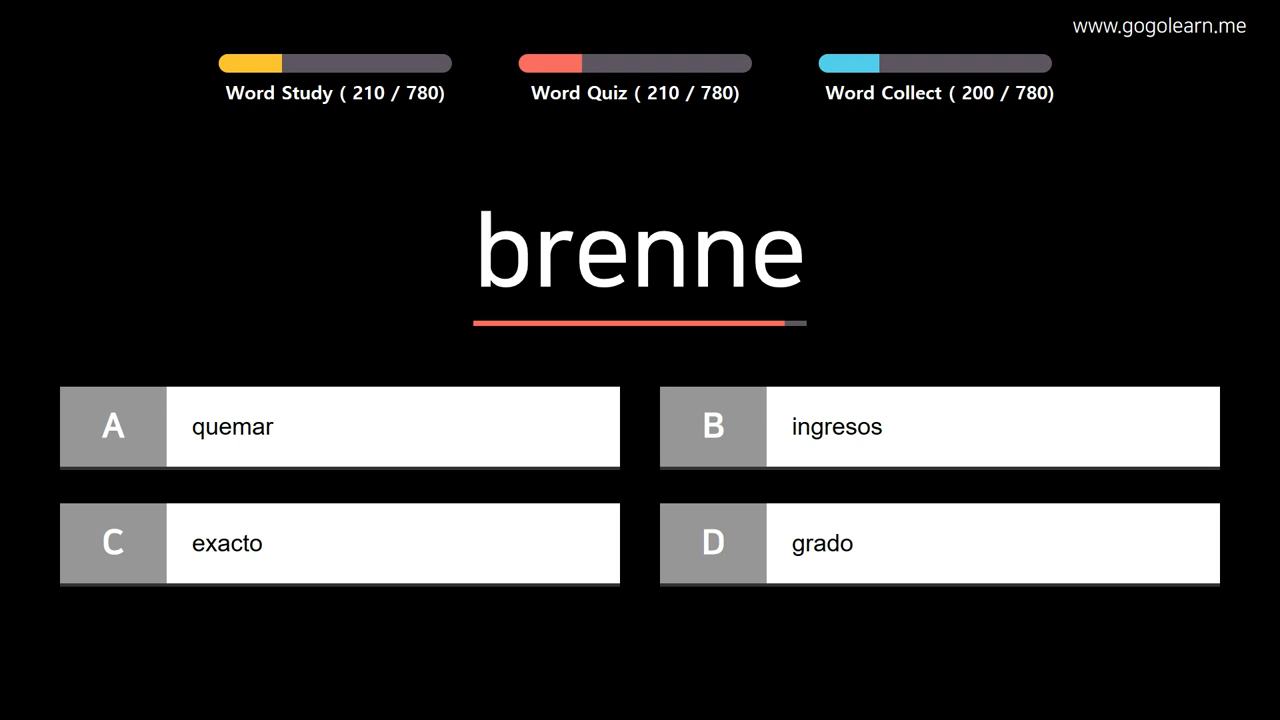 www.gogolearn.me
Word Study ( 210 / 780)
Word Quiz ( 210 / 780)
Word Collect ( 200 / 780)
brenne
A quemar
B ingresos
C exacto
D grado